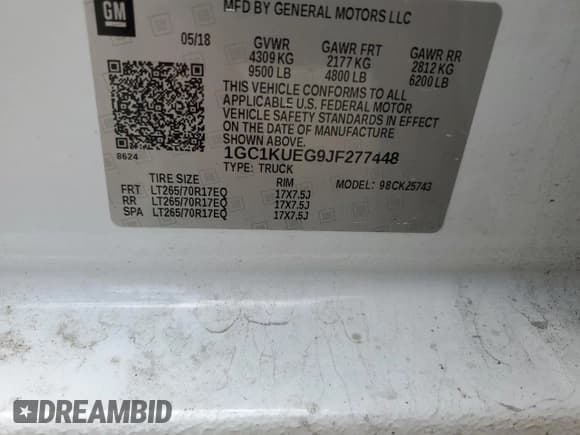 GM
MFD BY GENERAL MOTORS LLC
05/18
GVWR GAWR FRT GAWR RR
4309 KG 2177 KG 2812 KG
9500 LB 4800 LB 6200 LB
THIS VEHICLE CONFORMS TO ALL
APPLICABLE U.S. FEDERAL MOTOR
VEHICLE SAFETY STANDARDS IN EFFECT
ON THE DATE OF MANUFACTURE
SHOWN ABOVE.
8624
1GC1KUEG9JF277448
TYPE: TRUCK
TIRE SIZE RIM MODEL: 98CK25743
FRT LT265/70R17EQ 17X7.5J
RR LT265/70R17EQ 17X7.5J
SPA LT265/70R17EQ 17X7.5J
DREAMBID